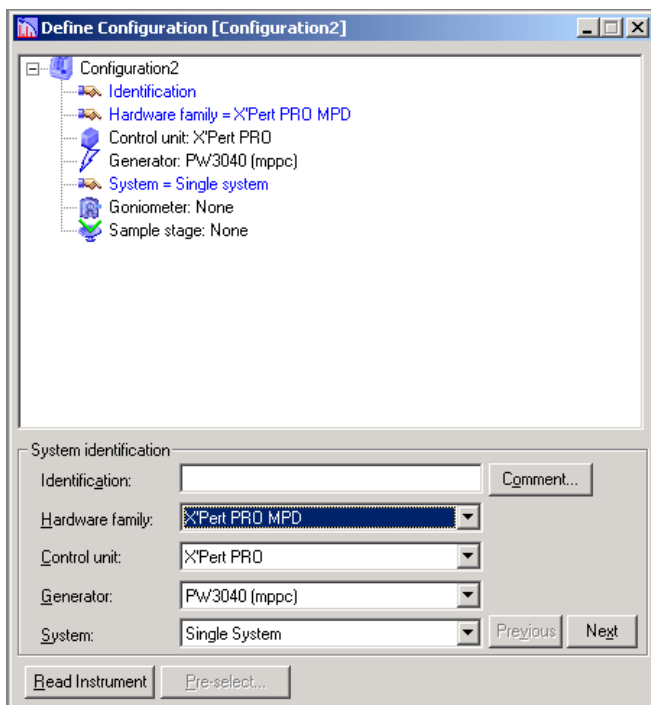 Define Configuration [Configuration2]
Configuration2
Identification
Hardware family = X'Pert PRO MPD
Control unit: X'Pert PRO
Generator: PW3040 (mppc)
System = Single system
Goniometer: None
Sample stage: None
System identification
Identification:
Comment...
Hardware family: X'Pert PRO MPD
Control unit: X'Pert PRO
Generator: PW3040 (mppc)
System: Single System
Previous Next
Read Instrument Pre-select...